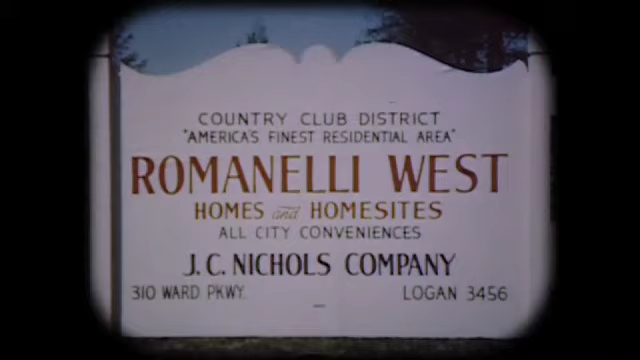 COUNTRY CLUB DISTRICT
"AMERICA'S FINEST RESIDENTIAL AREA"
ROMANELLI WEST
HOMES and HOMESITES
ALL CITY CONVENIENCES
J. C. NICHOLS COMPANY
310 WARD PKWY. LOGAN 3456